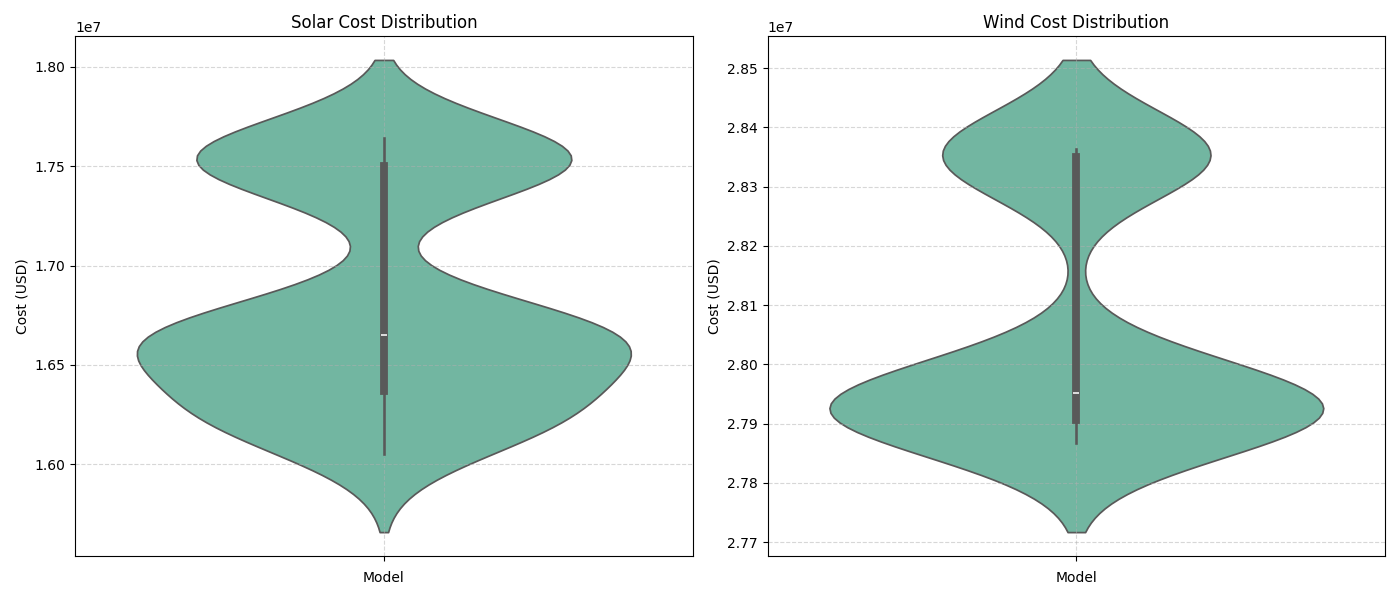 Solar Cost Distribution
1e7
1.80
1.75
1.70
1.65
1.60
Cost (USD)
Model
Wind Cost Distribution
1e7
2.85
2.84
2.83
2.82
2.81
2.80
2.79
2.78
2.77
Cost (USD)
Model